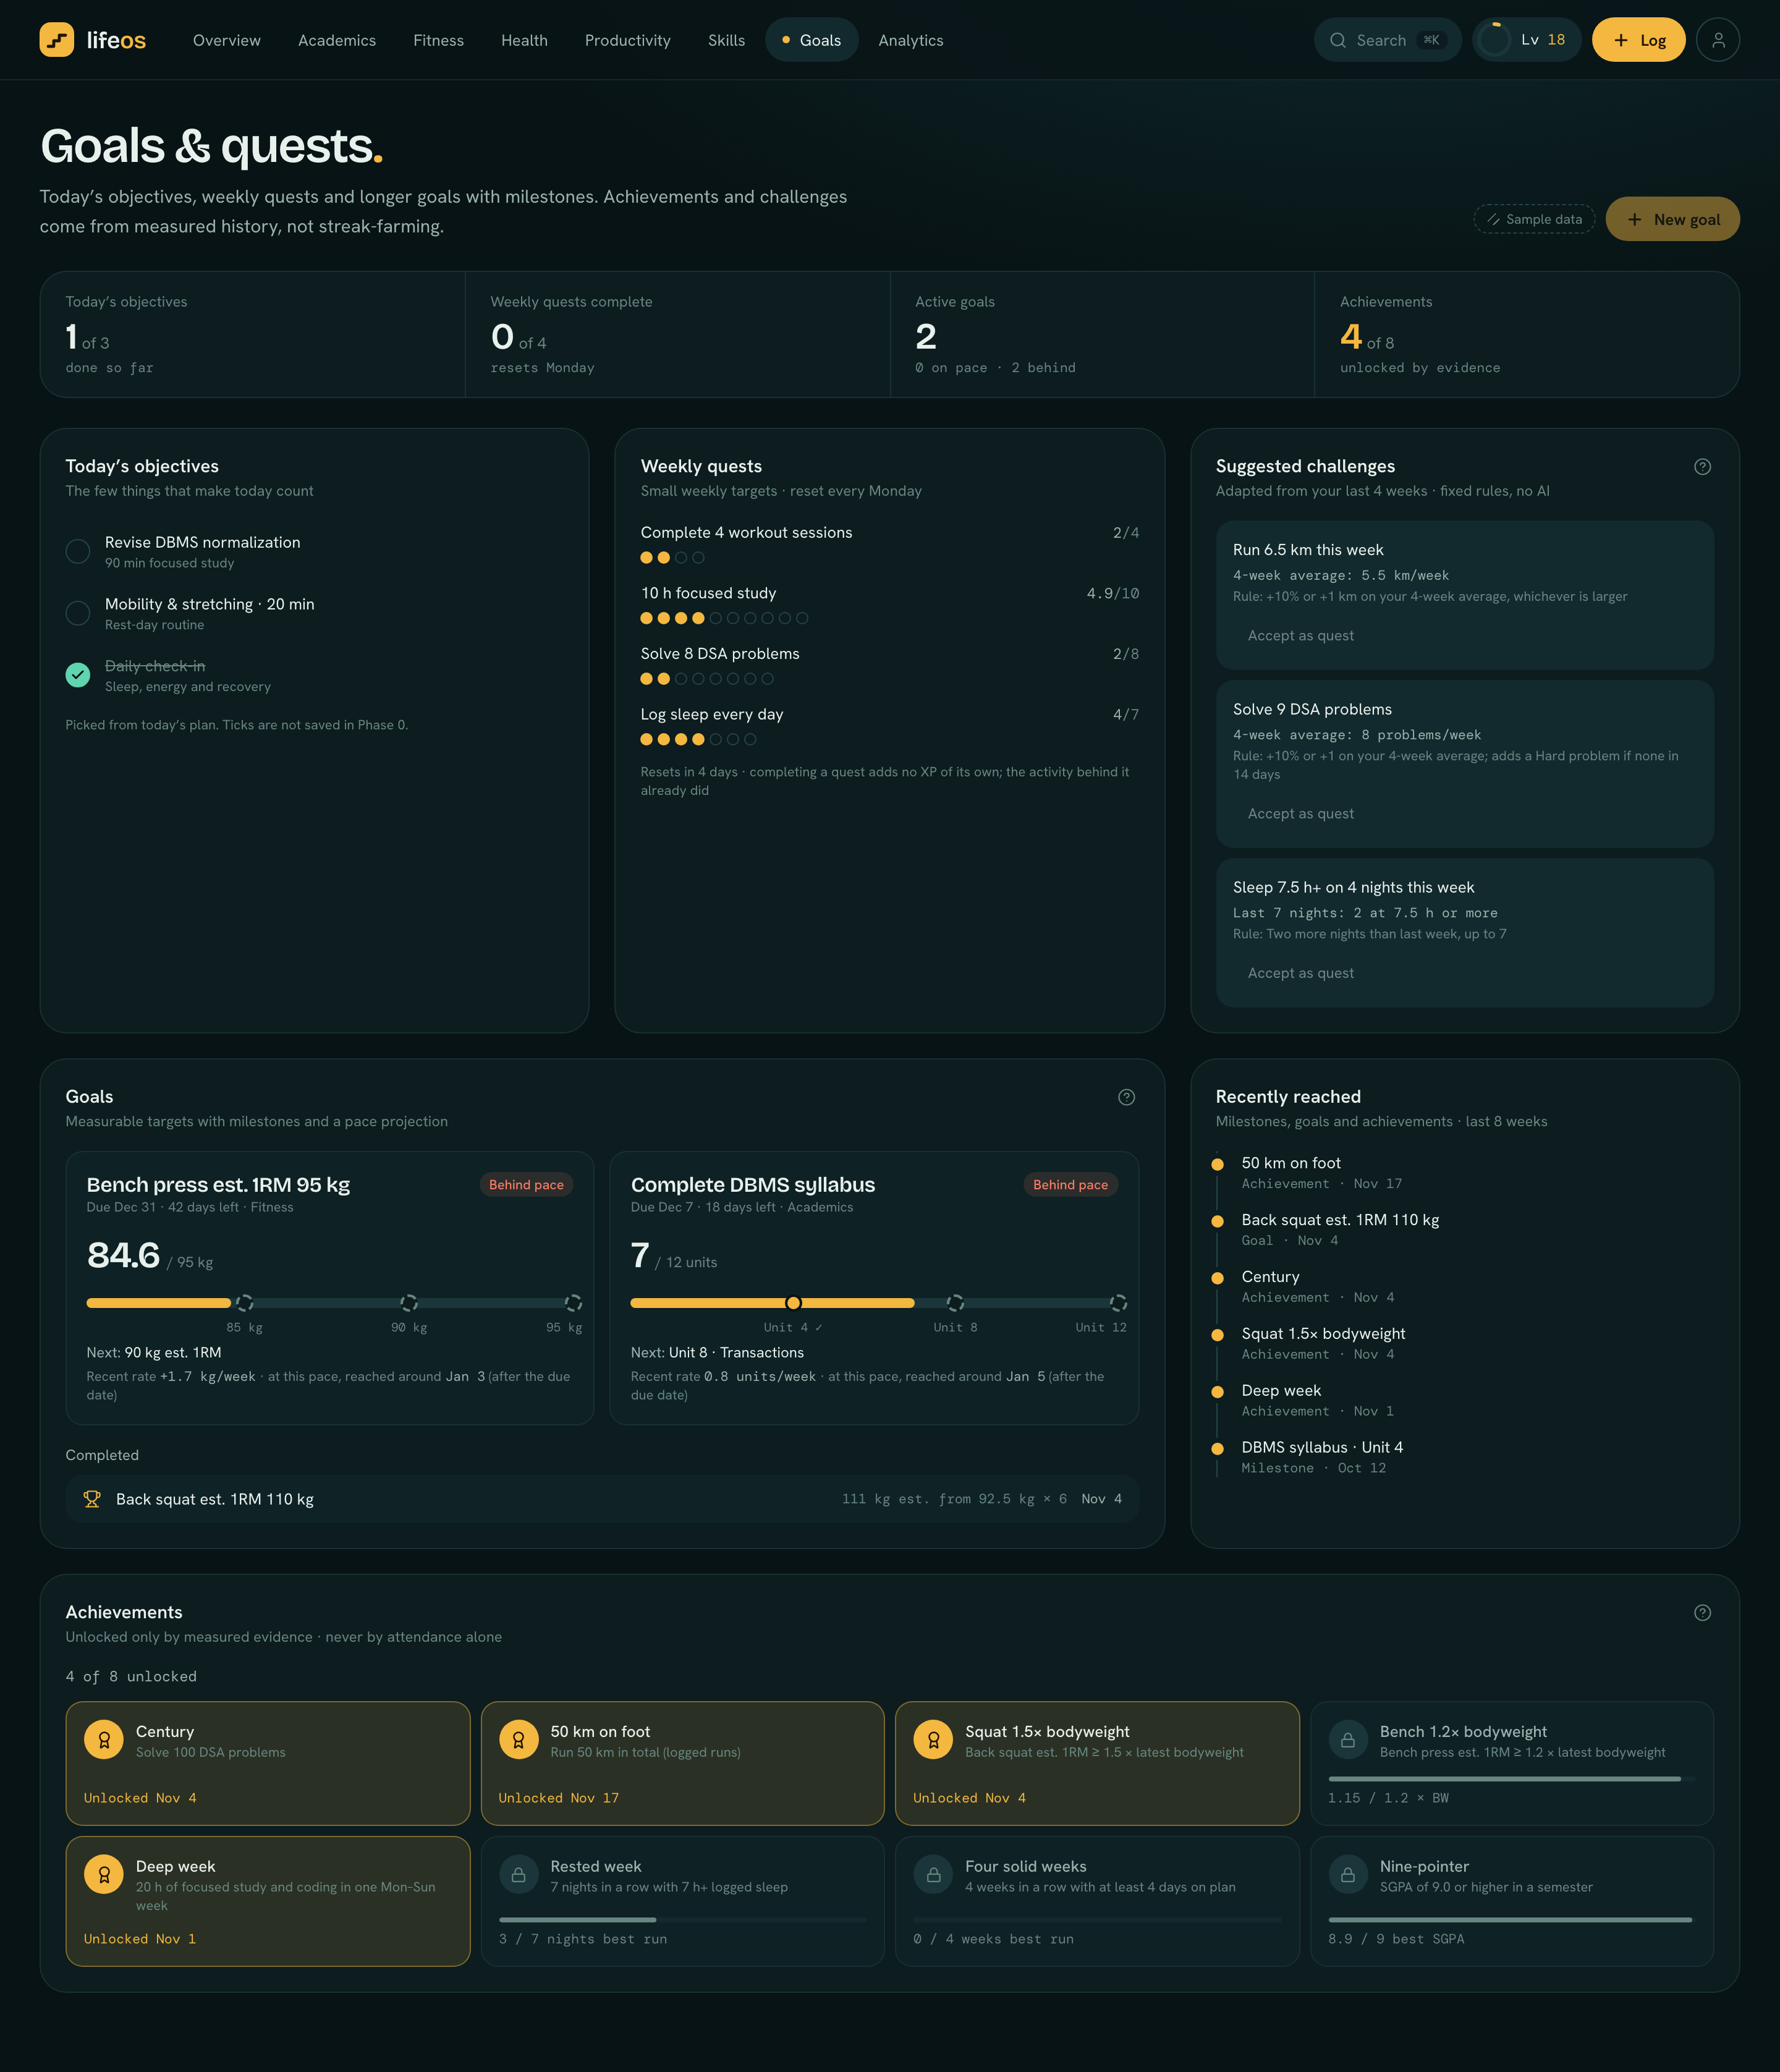 lifeos
Overview
Academics
Fitness
Health
Productivity
Skills
Goals
Analytics
Search ⌘K
Lv 18
+ Log
Goals & quests.
Today's objectives, weekly quests and longer goals with milestones. Achievements and challenges
come from measured history, not streak-farming.
Sample data
+ New goal
Today's objectives
1 of 3
done so far
Weekly quests complete
0 of 4
resets Monday
Active goals
2
0 on pace · 2 behind
Achievements
4 of 8
unlocked by evidence
Today's objectives
The few things that make today count
Revise DBMS normalization
90 min focused study
Mobility & stretching · 20 min
Rest-day routine
Daily check-in
Sleep, energy and recovery
Picked from today's plan. Ticks are not saved in Phase 0.
Weekly quests
Small weekly targets · reset every Monday
Complete 4 workout sessions 2/4
10 h focused study 4.9/10
Solve 8 DSA problems 2/8
Log sleep every day 4/7
Resets in 4 days · completing a quest adds no XP of its own; the activity behind it
already did
Suggested challenges
Adapted from your last 4 weeks · fixed rules, no AI
Run 6.5 km this week
4-week average: 5.5 km/week
Rule: +10% or +1 km on your 4-week average, whichever is larger
Accept as quest
Solve 9 DSA problems
4-week average: 8 problems/week
Rule: +10% or +1 on your 4-week average; adds a Hard problem if none in
14 days
Accept as quest
Sleep 7.5 h+ on 4 nights this week
Last 7 nights: 2 at 7.5 h or more
Rule: Two more nights than last week, up to 7
Accept as quest
Goals
Measurable targets with milestones and a pace projection
Bench press est. 1RM 95 kg
Behind pace
Due Dec 31 · 42 days left · Fitness
84.6 / 95 kg
85 kg 90 kg 95 kg
Next: 90 kg est. 1RM
Recent rate +1.7 kg/week · at this pace, reached around Jan 3 (after the due
date)
Complete DBMS syllabus
Behind pace
Due Dec 7 · 18 days left · Academics
7 / 12 units
Unit 4 ✓ Unit 8 Unit 12
Next: Unit 8 · Transactions
Recent rate 0.8 units/week · at this pace, reached around Jan 5 (after the
due date)
Completed
Back squat est. 1RM 110 kg 111 kg est. from 92.5 kg × 6 Nov 4
Recently reached
Milestones, goals and achievements · last 8 weeks
50 km on foot
Achievement · Nov 17
Back squat est. 1RM 110 kg
Goal · Nov 4
Century
Achievement · Nov 4
Squat 1.5× bodyweight
Achievement · Nov 4
Deep week
Achievement · Nov 1
DBMS syllabus · Unit 4
Milestone · Oct 12
Achievements
Unlocked only by measured evidence · never by attendance alone
4 of 8 unlocked
Century
Solve 100 DSA problems
Unlocked Nov 4
50 km on foot
Run 50 km in total (logged runs)
Unlocked Nov 17
Squat 1.5× bodyweight
Back squat est. 1RM ≥ 1.5 × latest bodyweight
Unlocked Nov 4
Bench 1.2× bodyweight
Bench press est. 1RM ≥ 1.2 × latest bodyweight
1.15 / 1.2 × BW
Deep week
20 h of focused study and coding in one Mon–Sun
week
Unlocked Nov 1
Rested week
7 nights in a row with 7 h+ logged sleep
3 / 7 nights best run
Four solid weeks
4 weeks in a row with at least 4 days on plan
0 / 4 weeks best run
Nine-pointer
SGPA of 9.0 or higher in a semester
8.9 / 9 best SGPA